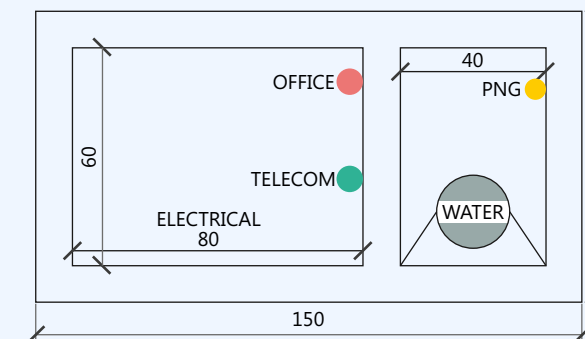 OFFICE
40
PNG
60
TELECOM
ELECTRICAL
80
WATER
150